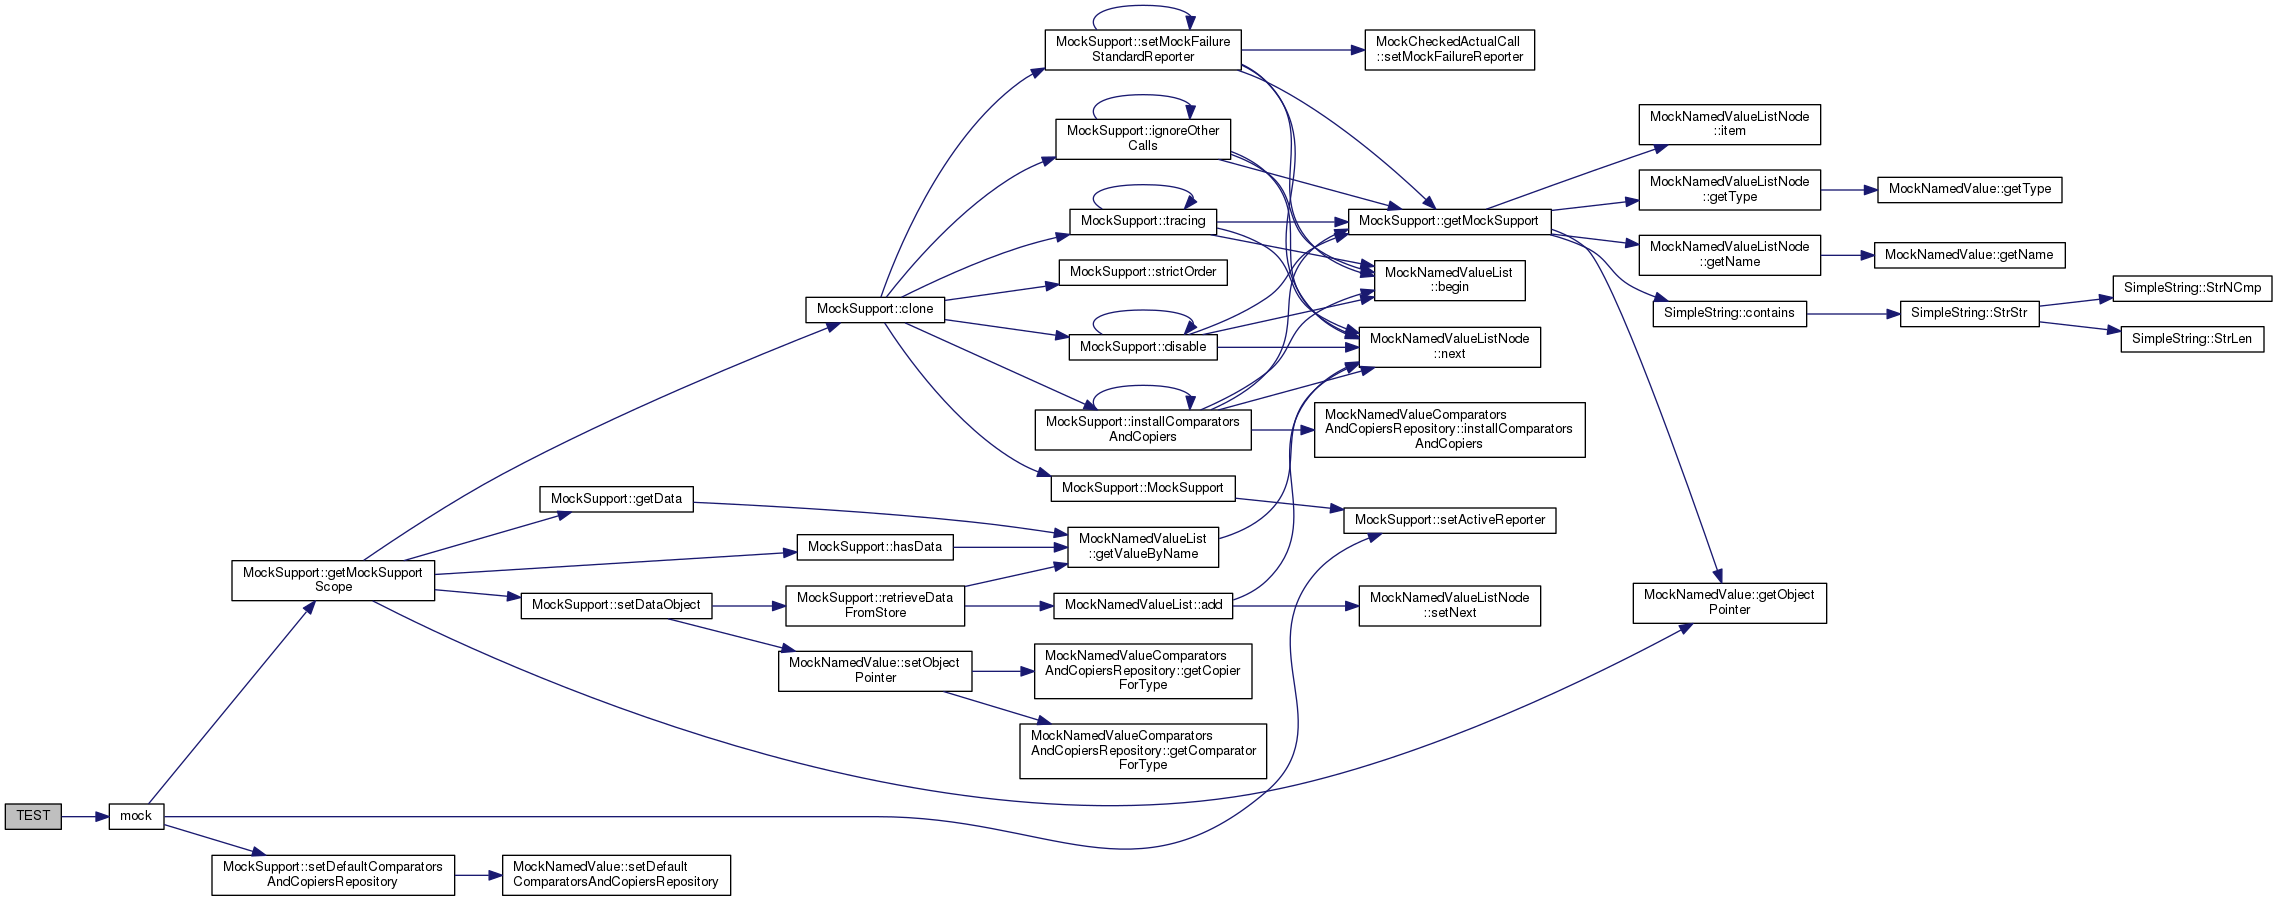 MockSupport::setMockFailure
StandardReporter
MockCheckedActualCall
::setMockFailureReporter
MockSupport::ignoreOther
Calls
MockNamedValueListNode
::item
MockSupport::tracing
MockSupport::getMockSupport
MockNamedValueListNode
::getType
MockNamedValue::getType
MockNamedValueListNode
::getName
MockNamedValue::getName
MockSupport::strictOrder
MockNamedValueList
::begin
MockSupport::clone
SimpleString::contains
SimpleString::StrStr
SimpleString::StrNCmp
SimpleString::StrLen
MockSupport::disable
MockNamedValueListNode
::next
MockSupport::installComparators
AndCopiers
MockNamedValueComparators
AndCopiersRepository::installComparators
AndCopiers
MockSupport::MockSupport
MockSupport::getData
MockSupport::setActiveReporter
MockSupport::hasData
MockNamedValueList
::getValueByName
MockSupport::getMockSupport
Scope
MockSupport::setDataObject
MockSupport::retrieveData
FromStore
MockNamedValueList::add
MockNamedValueListNode
::setNext
MockNamedValue::getObject
Pointer
MockNamedValue::setObject
Pointer
MockNamedValueComparators
AndCopiersRepository::getCopier
ForType
MockNamedValueComparators
AndCopiersRepository::getComparator
ForType
TEST
mock
MockSupport::setDefaultComparators
AndCopiersRepository
MockNamedValue::setDefault
ComparatorsAndCopiersRepository